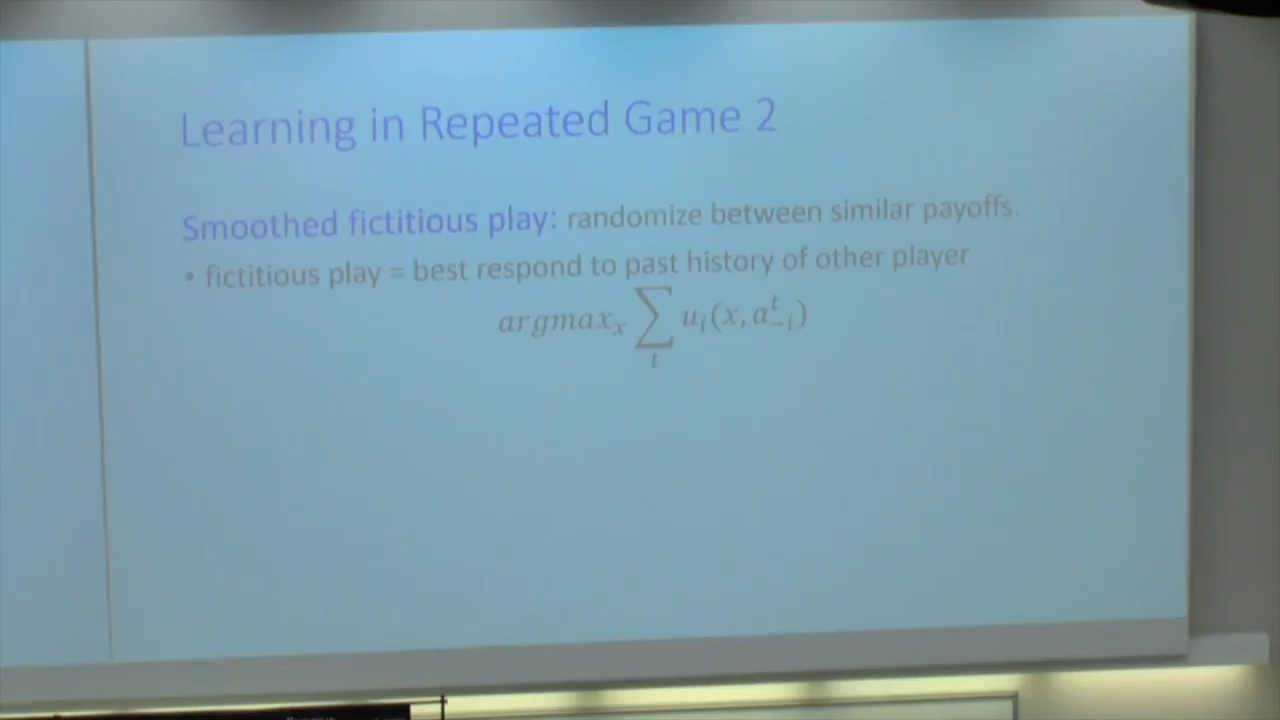 Learning in Repeated Game 2
Smoothed fictitious play: randomize between similar payoffs.
• fictitious play = best respond to past history of other player
argmax_x ∑_t u_i(x, a_{-i}^t)